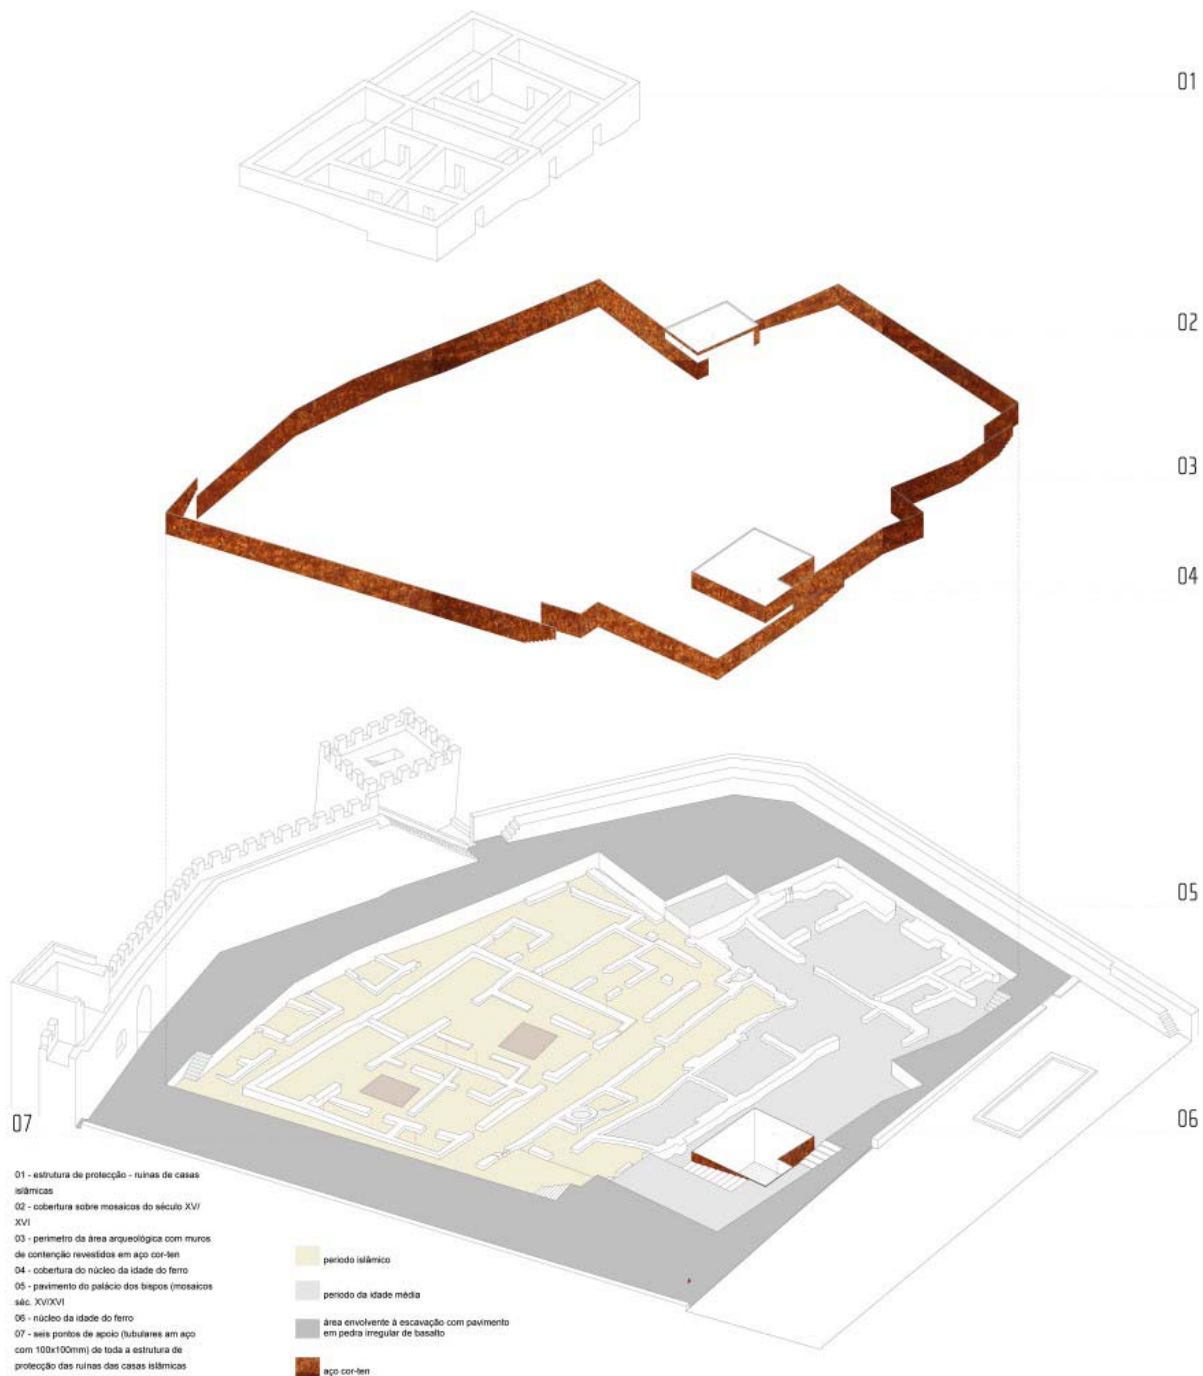 01
02
03
04
05
06
07
01 - estrutura de protecção - ruínas de casas
islâmicas
02 - cobertura sobre mosaicos do século XV/
XVI
03 - perimetro da área arqueológica com muros
de contenção revestidos em aço cor-ten
04 - cobertura do núcleo da idade do ferro
05 - pavimento do palácio dos bispos (mosaicos
séc. XV/XVI
06 - núcleo da idade do ferro
07 - seis pontos de apoio (tubulares am aço
com 100x100mm) de toda a estrutura de
protecção das ruínas das casas islâmicas
periodo islâmico
periodo da idade média
área envolvente à escavação com pavimento
em pedra irregular de basalto
aço cor-ten